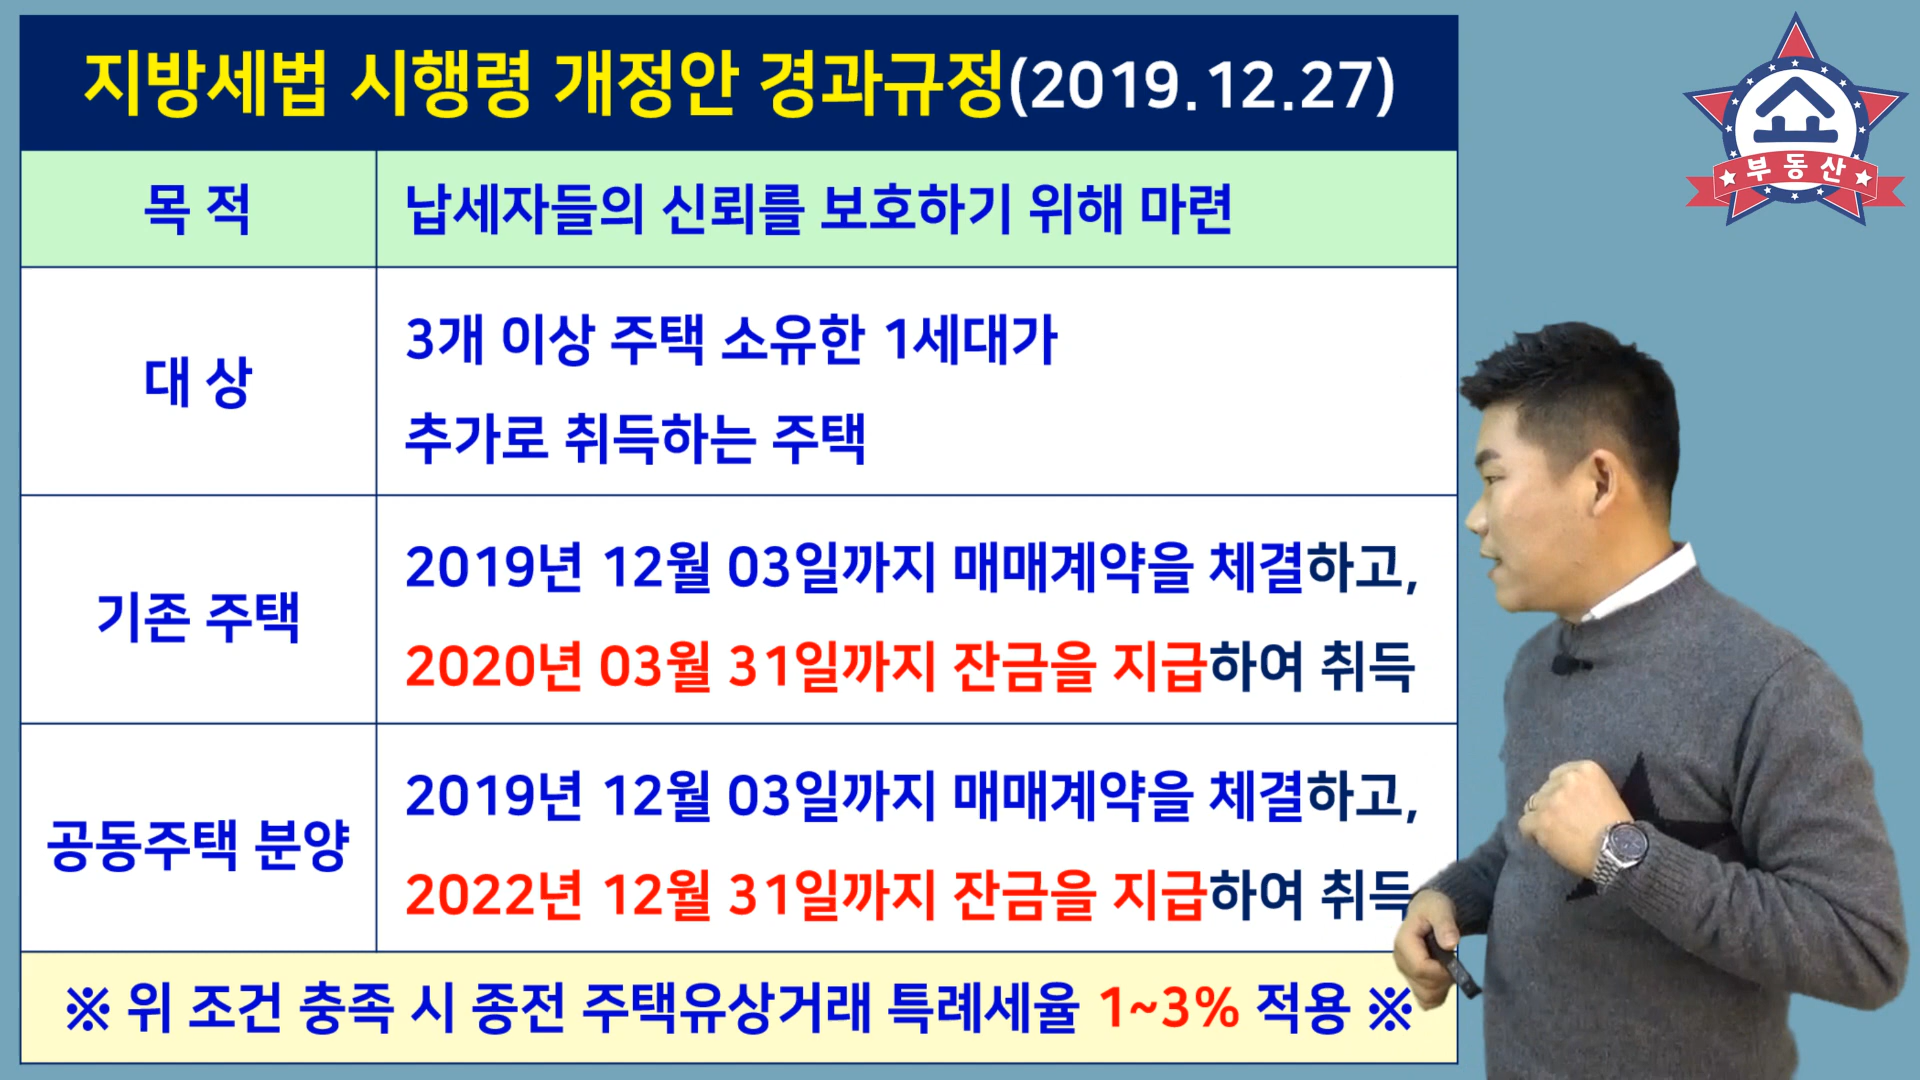 지방세법 시행령 개정안 경과규정(2019.12.27)
쇼
부동산
목 적
납세자들의 신뢰를 보호하기 위해 마련
대 상
3개 이상 주택 소유한 1세대가
추가로 취득하는 주택
기존 주택
2019년 12월 03일까지 매매계약을 체결하고,
2020년 03월 31일까지 잔금을 지급하여 취득
공동주택 분양
2019년 12월 03일까지 매매계약을 체결하고,
2022년 12월 31일까지 잔금을 지급하여 취득
※ 위 조건 충족 시 종전 주택유상거래 특례세율 1~3% 적용 ※